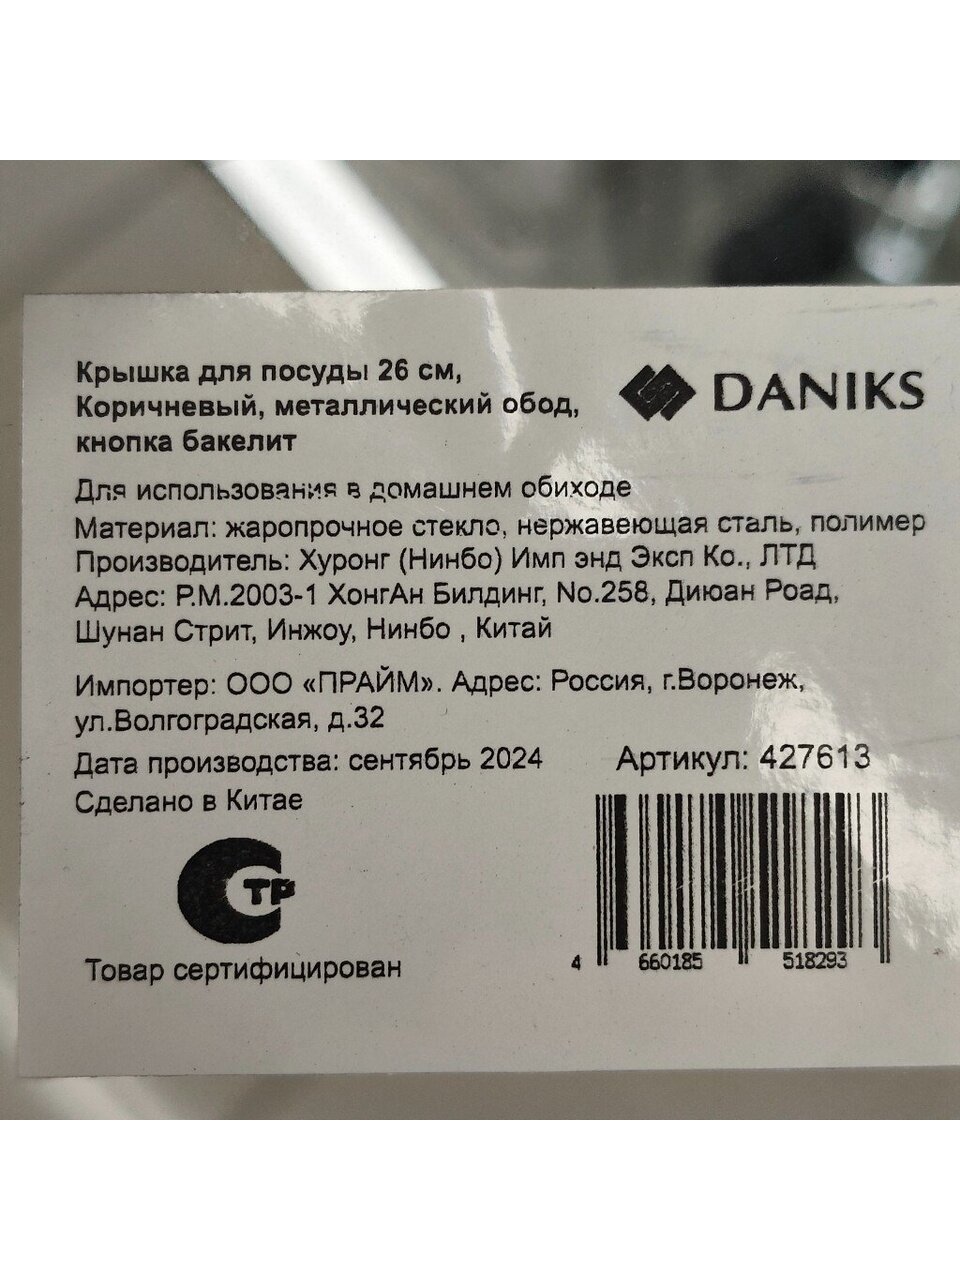 Крышка для посуды 26 см,
Коричневый, металлический обод,
кнопка бакелит
DANIKS
Для использования в домашнем обиходе
Материал: жаропрочное стекло, нержавеющая сталь, полимер
Производитель: Хуронг (Нинбо) Имп энд Эксп Ко., ЛТД
Адрес: Р.М.2003-1 ХонгАн Билдинг, No.258, Диюан Роад,
Шунан Стрит, Инжоу, Нинбо , Китай
Импортер: ООО «ПРАЙМ». Адрес: Россия, г.Воронеж,
ул.Волгоградская, д.32
Дата производства: сентябрь 2024
Артикул: 427613
Сделано в Китае
СТР
Товар сертифицирован
4 660185 518293